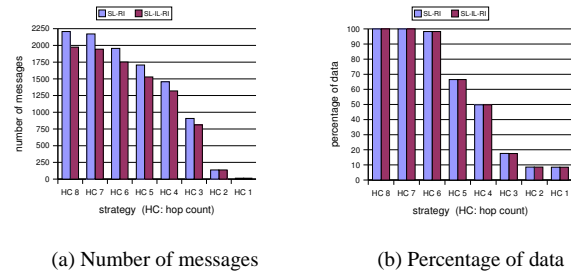 SL-RI SL-IL-RI
2250
2000
1750
1500
1250
1000
750
500
250
0
number of messages
HC 8 HC 7 HC 6 HC 5 HC 4 HC 3 HC 2 HC 1
strategy (HC: hop count)
(a) Number of messages
SL-RI SL-IL-RI
100
90
80
70
60
50
40
30
20
10
0
percentage of data
HC 8 HC 7 HC 6 HC 5 HC 4 HC 3 HC 2 HC 1
strategy (HC: hop count)
(b) Percentage of data